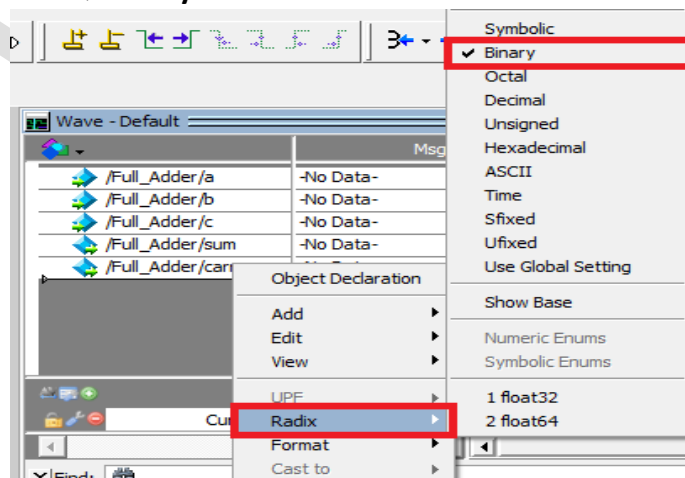 Symbolic
Binary
Octal
Decimal
Unsigned
Hexadecimal
ASCII
Time
Sfixed
Ufixed
Use Global Setting
Show Base
Numeric Enums
Symbolic Enums
1 float32
2 float64
Wave - Default
Msg
/Full_Adder/a -No Data-
/Full_Adder/b -No Data-
/Full_Adder/c -No Data-
/Full_Adder/sum -No Data-
/Full_Adder/carr
Object Declaration
Add
Edit
View
UPF
Radix
Format
Cast to
Cur
Find: